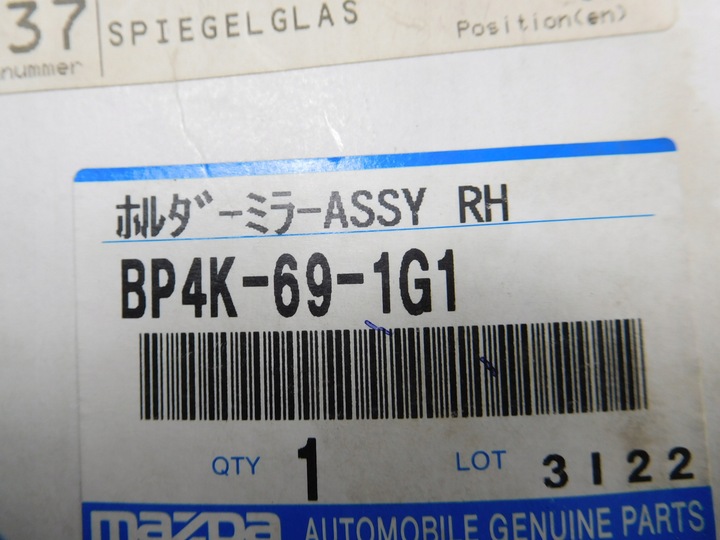 37
SPIEGELGLAS
Position(en)
nummer
ﾎﾙﾀﾞｰﾐﾗｰASSY RH
BP4K-69-1G1
QTY 1 LOT 3I22
mazda AUTOMOBILE GENUINE PARTS